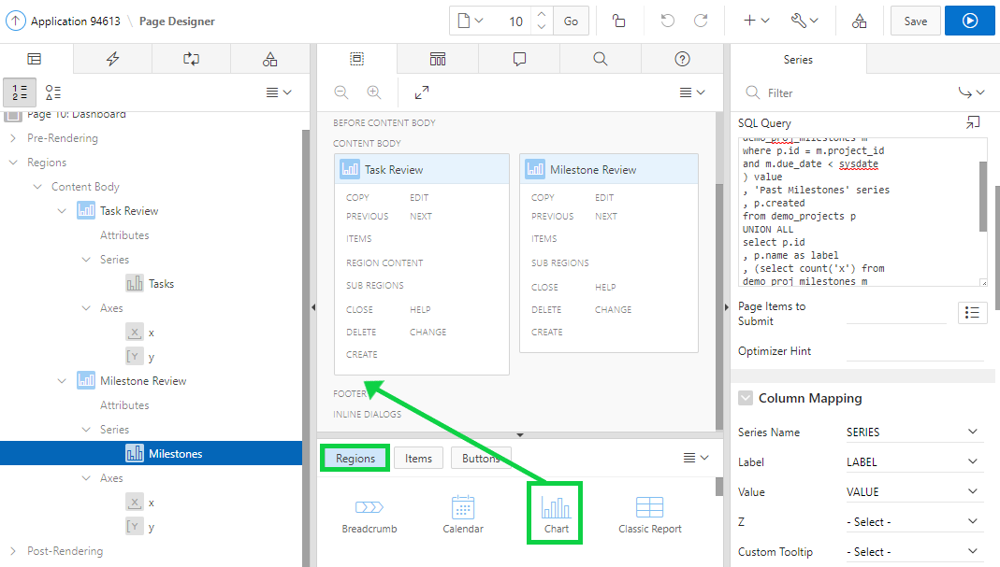 Application 94613 \ Page Designer
10
Go
Save
Page 10: Dashboard
Pre-Rendering
Regions
Content Body
Task Review
Attributes
Series
Tasks
Axes
x
y
Milestone Review
Attributes
Series
Milestones
Axes
x
y
Post-Rendering
BEFORE CONTENT BODY
CONTENT BODY
Task Review
COPY EDIT
PREVIOUS NEXT
ITEMS
REGION CONTENT
SUB REGIONS
CLOSE HELP
DELETE CHANGE
CREATE
Milestone Review
COPY EDIT
PREVIOUS NEXT
ITEMS
SUB REGIONS
CLOSE HELP
DELETE CHANGE
CREATE
FOOTER
INLINE DIALOGS
Regions Items Buttons
Breadcrumb Calendar Chart Classic Report
Series
Filter
SQL Query
demo_proj_milestones m
where p.id = m.project_id
and m.due_date < sysdate
) value
, 'Past Milestones' series
, p.created
from demo_projects p
UNION ALL
select p.id
, p.name as label
, (select count('x') from
demo_proj_milestones m
Page Items to
Submit
Optimizer Hint
Column Mapping
Series Name SERIES
Label LABEL
Value VALUE
Z - Select -
Custom Tooltip - Select -